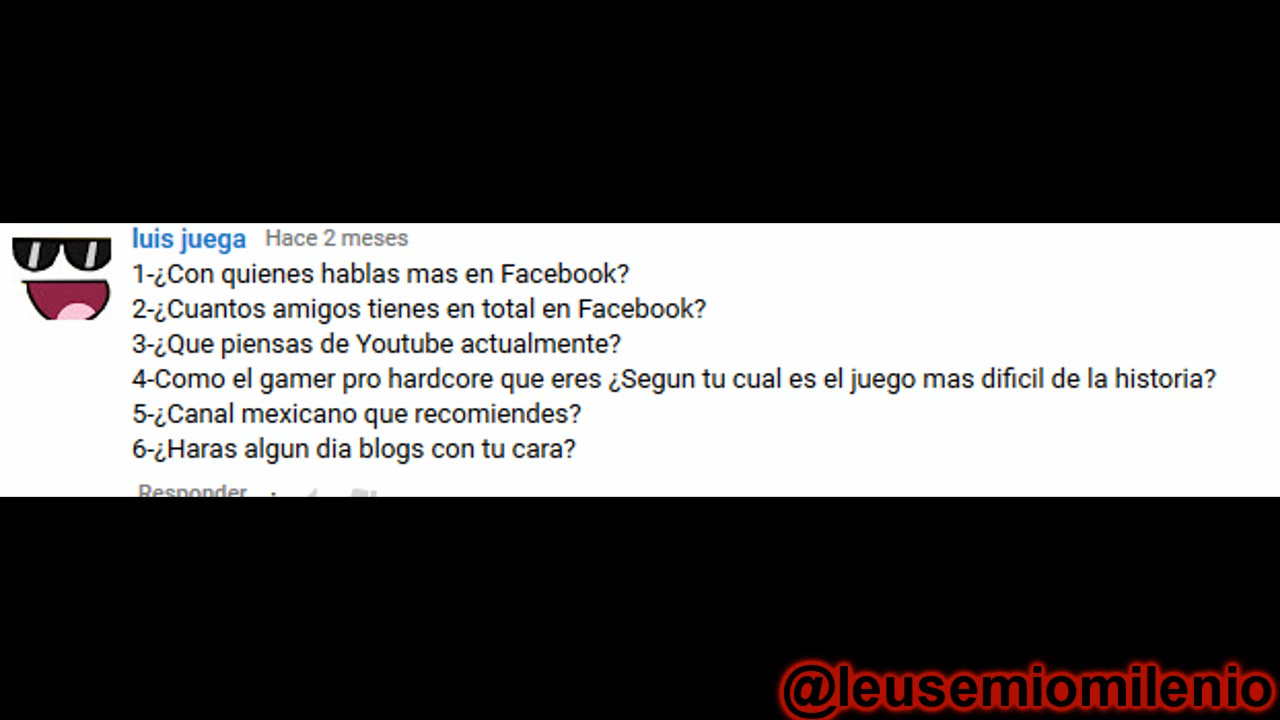 luis juega Hace 2 meses
1-¿Con quienes hablas mas en Facebook?
2-¿Cuantos amigos tienes en total en Facebook?
3-¿Que piensas de Youtube actualmente?
4-Como el gamer pro hardcore que eres ¿Segun tu cual es el juego mas dificil de la historia?
5-¿Canal mexicano que recomiendes?
6-¿Haras algun dia blogs con tu cara?
Responder
@leusemiomilenio